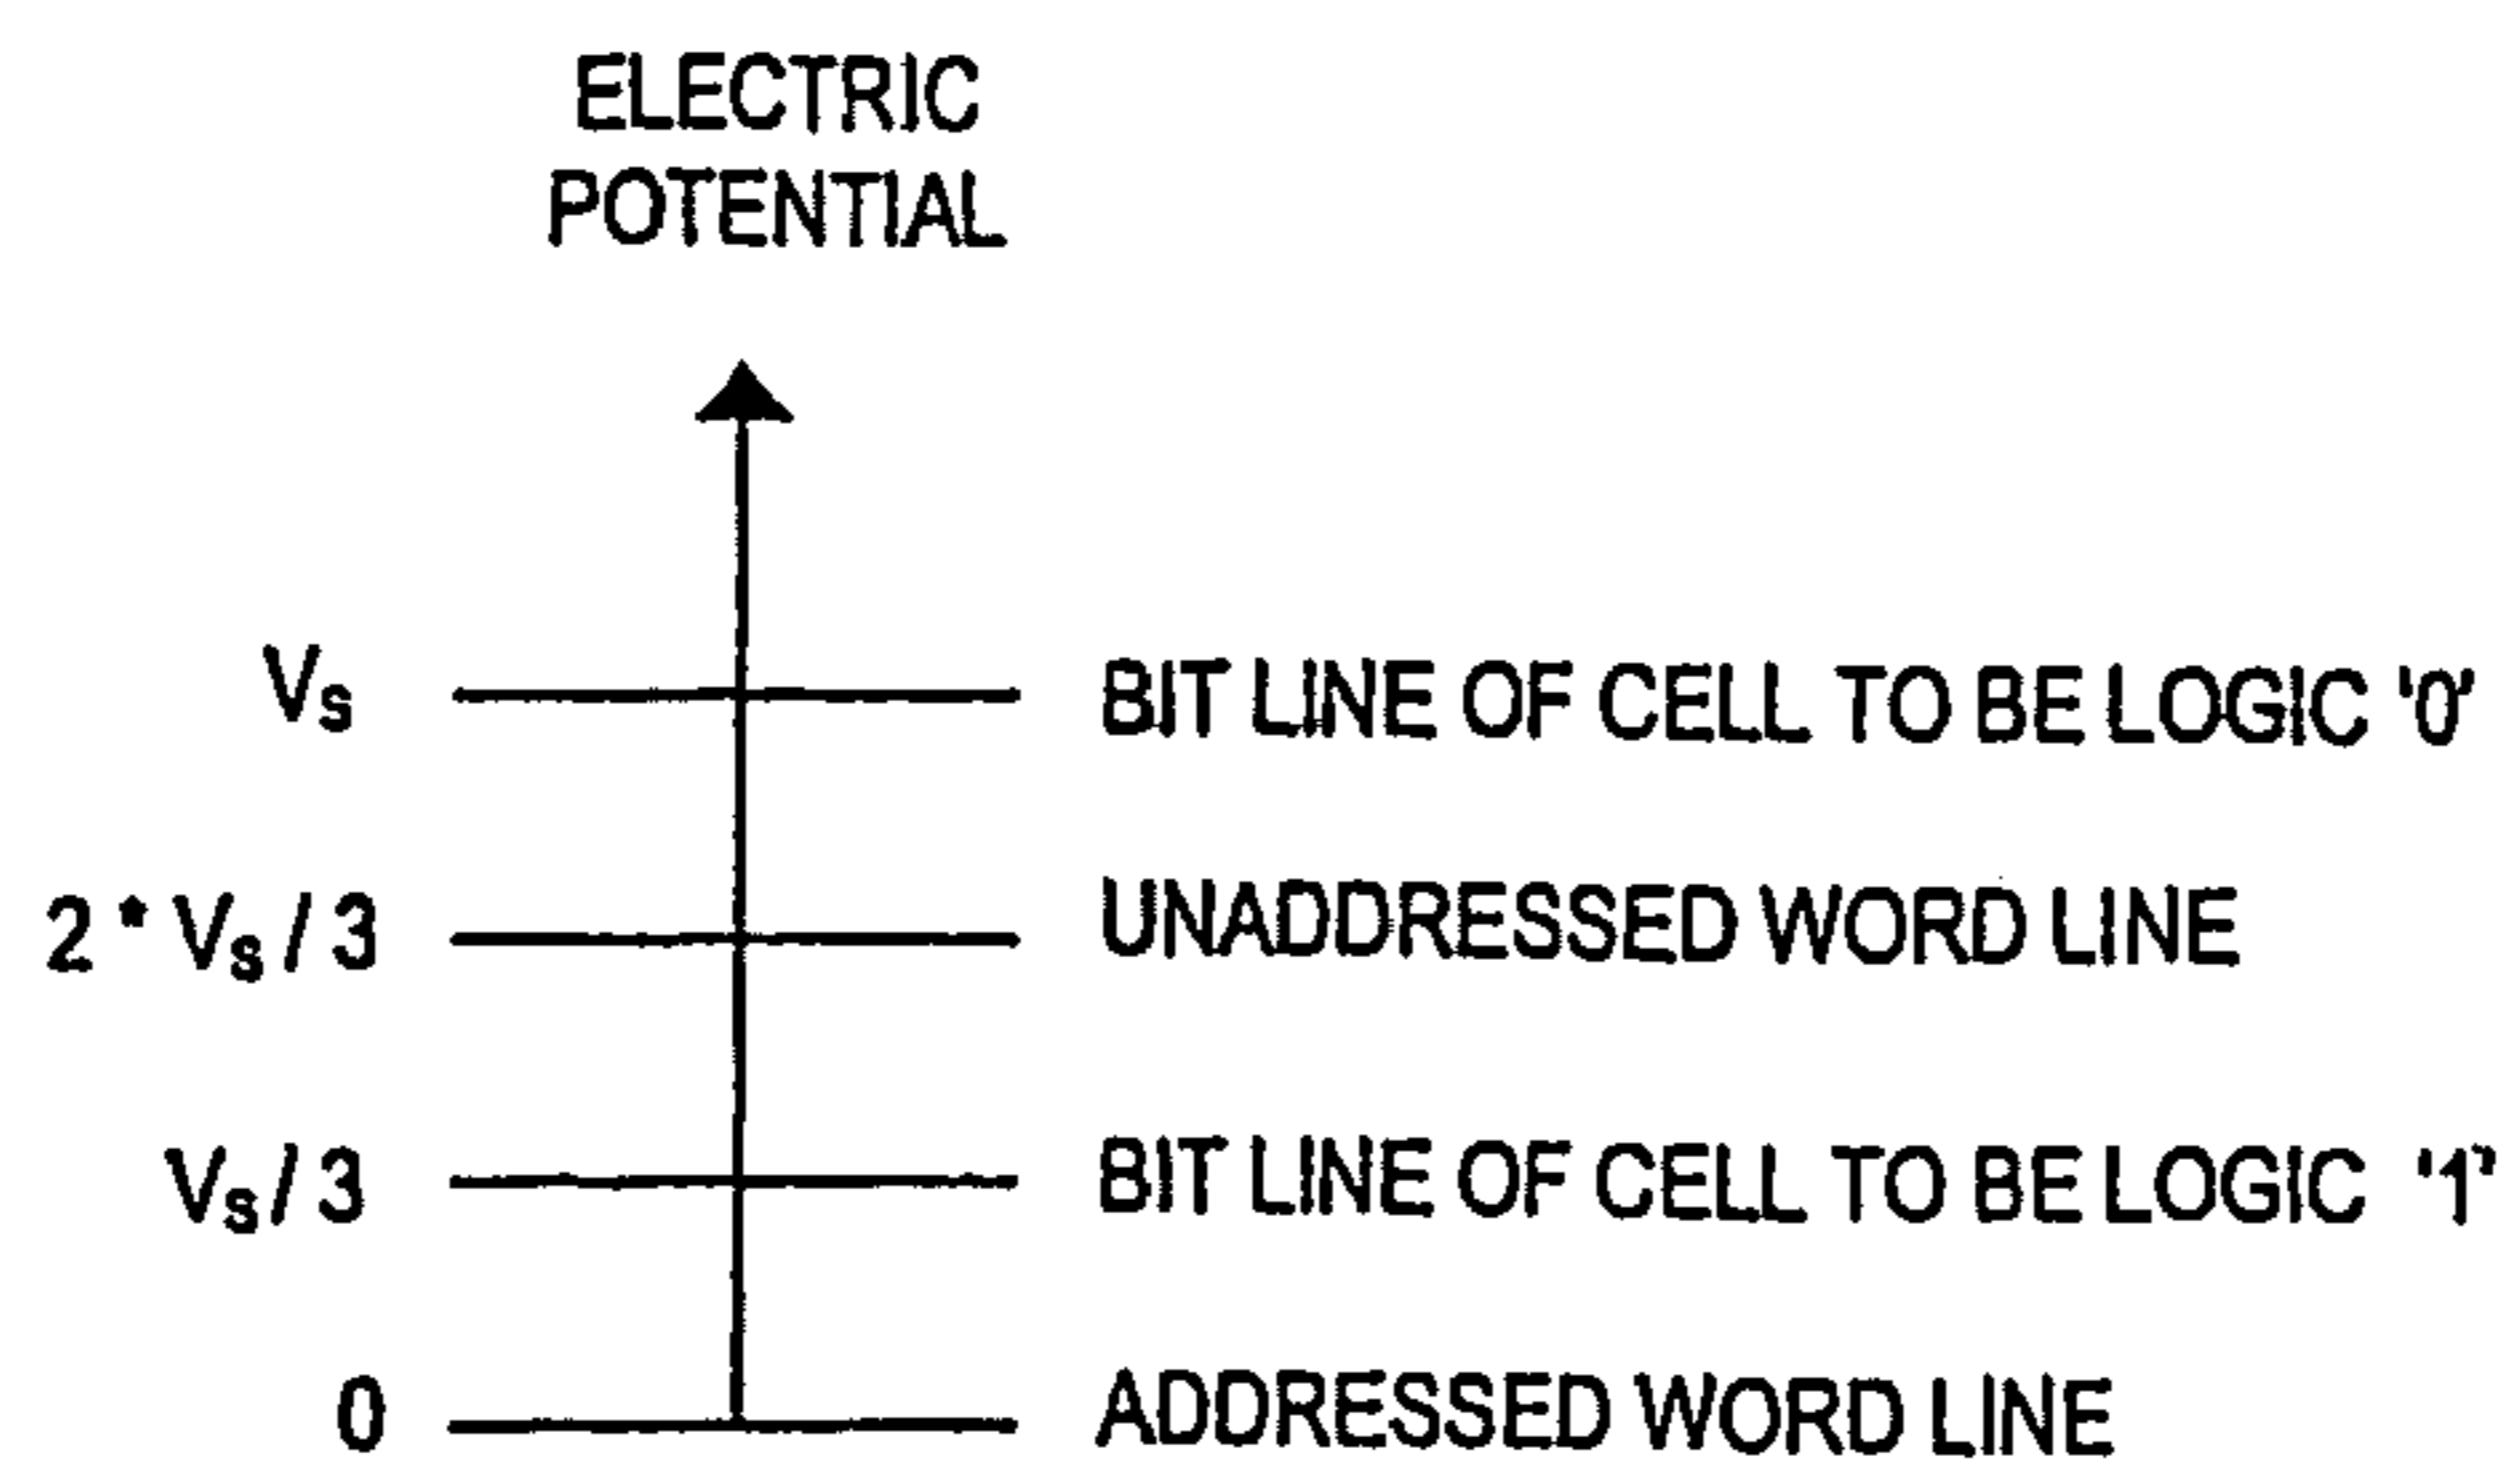 ELECTRIC
POTENTIAL
Vs BIT LINE OF CELL TO BE LOGIC '0'
2 * Vs / 3 UNADDRESSED WORD LINE
Vs / 3 BIT LINE OF CELL TO BE LOGIC '1'
0 ADDRESSED WORD LINE